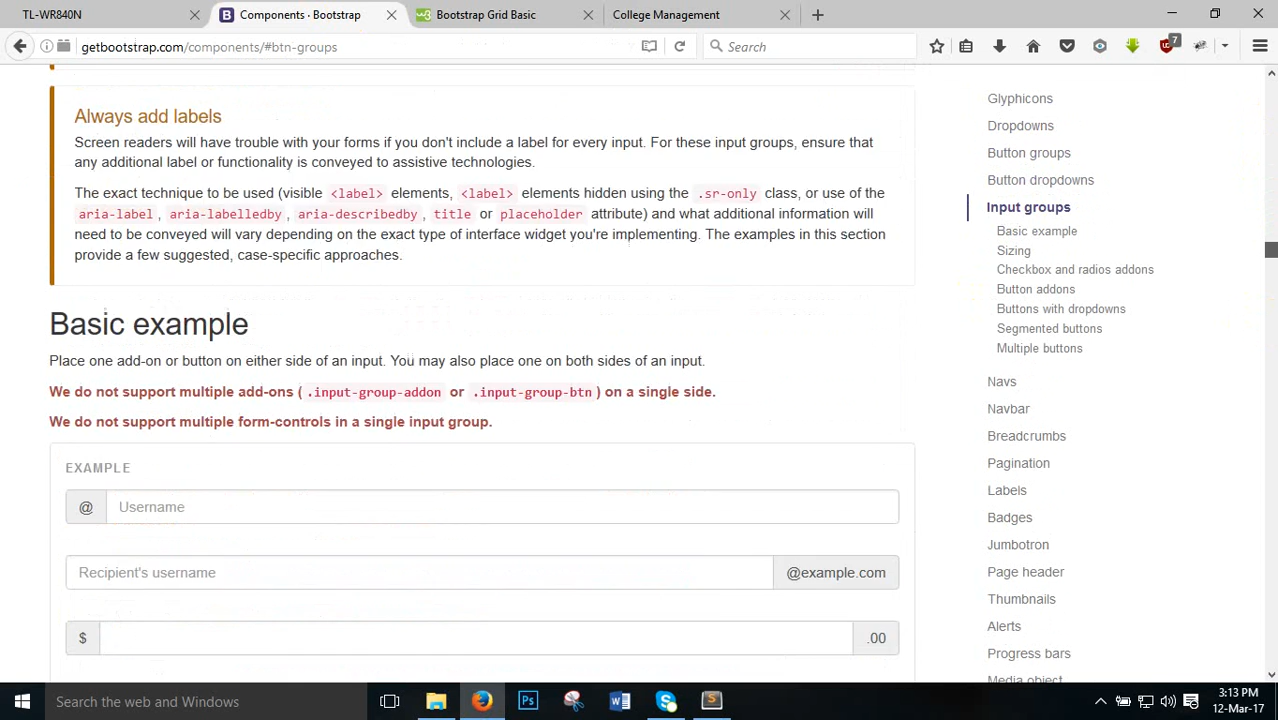 TL-WR840N
Components · Bootstrap
Bootstrap Grid Basic
College Management
getbootstrap.com/components/#btn-groups
Search
7
Always add labels
Screen readers will have trouble with your forms if you don't include a label for every input. For these input groups, ensure that
any additional label or functionality is conveyed to assistive technologies.
The exact technique to be used (visible <label> elements, <label> elements hidden using the .sr-only class, or use of the
aria-label, aria-labelledby, aria-describedby, title or placeholder attribute) and what additional information will
need to be conveyed will vary depending on the exact type of interface widget you're implementing. The examples in this section
provide a few suggested, case-specific approaches.
Basic example
Place one add-on or button on either side of an input. You may also place one on both sides of an input.
We do not support multiple add-ons (.input-group-addon or .input-group-btn) on a single side.
We do not support multiple form-controls in a single input group.
EXAMPLE
@ Username
Recipient's username @example.com
$ .00
Glyphicons
Dropdowns
Button groups
Button dropdowns
Input groups
Basic example
Sizing
Checkbox and radios addons
Button addons
Buttons with dropdowns
Segmented buttons
Multiple buttons
Navs
Navbar
Breadcrumbs
Pagination
Labels
Badges
Jumbotron
Page header
Thumbnails
Alerts
Progress bars
Media object
Search the web and Windows
3:13 PM
12-Mar-17